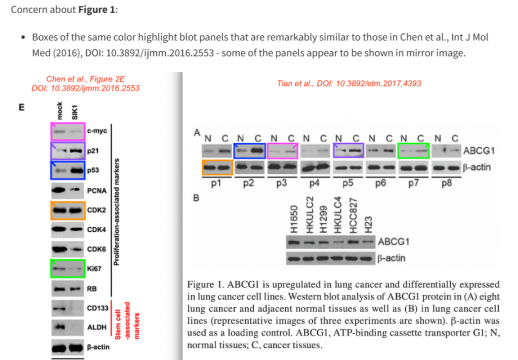 Concern about Figure 1:
• Boxes of the same color highlight blot panels that are remarkably similar to those in Chen et al., Int J Mol
Med (2016), DOI: 10.3892/ijmm.2016.2553 - some of the panels appear to be shown in mirror image.
Chen et al., Figure 2E
DOI: 10.3892/ijmm.2016.2553
E
mock
SIK1
c-myc
p21
p53
PCNA
CDK2
CDK4
CDK6
Ki67
RB
CD133
ALDH
β-actin
Proliferation-associated markers
Stem cell
-associated
markers
Tian et al., DOI: 10.3892/etm.2017.4393
A
N C N C N C N C N C N C N C N C
ABCG1
β-actin
p1 p2 p3 p4 p5 p6 p7 p8
B
H1650
HKULC2
H1299
HKULC4
HCC827
H23
ABCG1
β-actin
Figure 1. ABCG1 is upregulated in lung cancer and differentially expressed
in lung cancer cell lines. Western blot analysis of ABCG1 protein in (A) eight
lung cancer and adjacent normal tissues as well as (B) in lung cancer cell
lines (representative images of three experiments are shown). β-actin was
used as a loading control. ABCG1, ATP-binding cassette transporter G1; N,
normal tissues; C, cancer tissues.